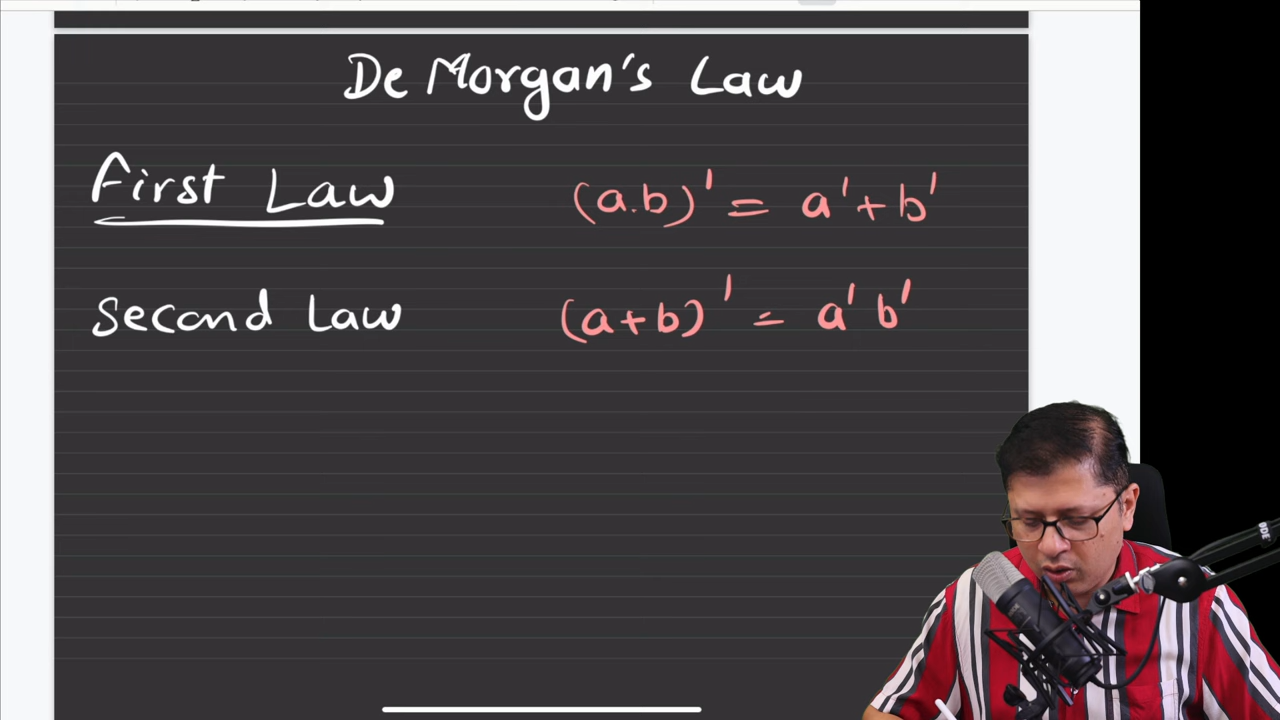 De Morgan's Law
First Law (a.b)' = a'+b'
Second Law (a+b)' = a' b'